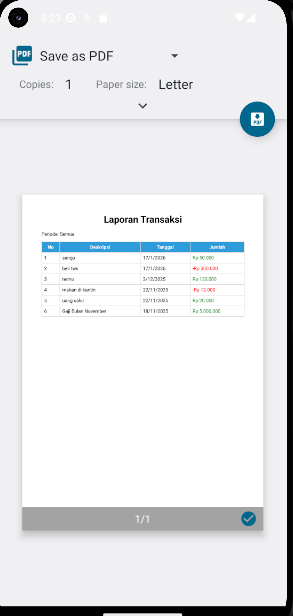 8:23
PDF
Save as PDF
Copies: 1 Paper size: Letter
PDF
Laporan Transaksi
Periode: Semua
No Deskripsi Tanggal Jumlah
1 sangu 17/1/2026 Rp 50.000
2 beli tws 17/1/2026 -Rp 300.000
3 nemu 3/12/2025 Rp 120.000
4 makan di kantin 22/11/2025 -Rp 12.000
5 uang saku 22/11/2025 Rp 20.000
6 Gaji Bulan November 18/11/2025 Rp 5.000.000
1/1